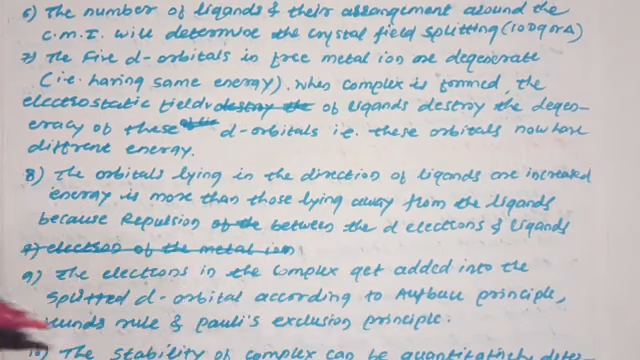 6) The number of ligands & their arrangement around the
C.M.I. will determine the Crystal field splitting (10Dq or Δ)
7) The Five d-orbitals in free metal ion are degenerate
(i.e. having same energy). When complex is formed, the
electrostatic fields destroy the of ligands destroy the degen-
eracy of these d-orbitals i.e. these orbitals now have
different energy.
8) The orbitals lying in the direction of ligands are increased
energy is more than those lying away from the ligands
because Repulsion of the between the d electrons & ligands
9) electron of the metal ion
9) The electrons in the Complex get added into the
Splitted d-orbital according to Aufbau principle,
Hunds rule & Pauli's exclusion principle.
10) The Stability of Complex can be quantitatively deter-